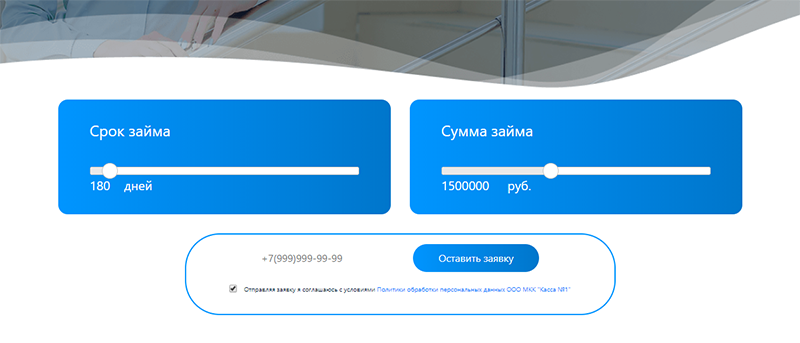 Срок займа
180 дней
Сумма займа
1500000 руб.
+7(999)999-99-99
Оставить заявку
Отправляя заявку я соглашаюсь с условиями Политики обработки персональных данных ООО МКК "Касса №1"